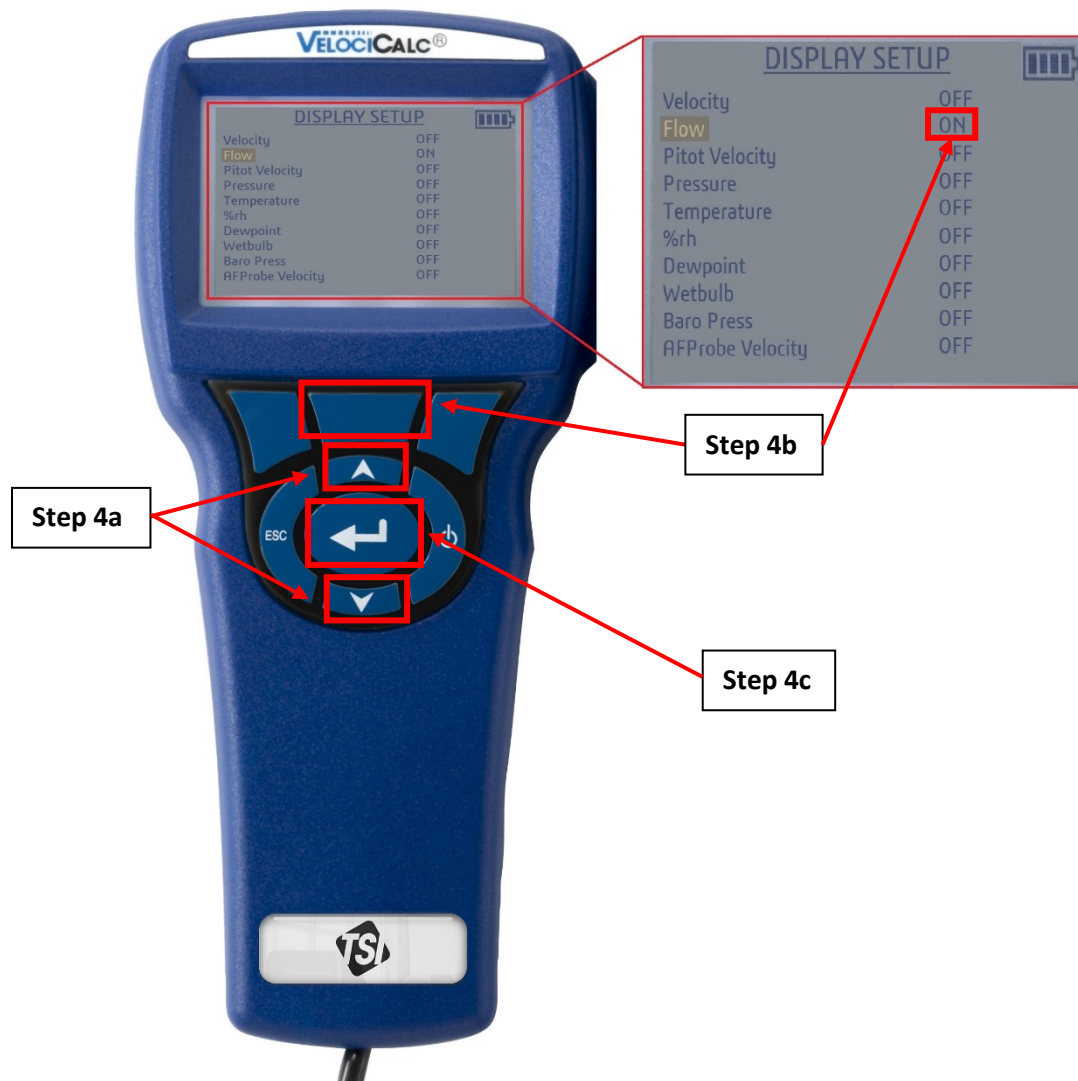 VELOCICALC®
DISPLAY SETUP
Velocity OFF
Flow ON
Pitot Velocity OFF
Pressure OFF
Temperature OFF
%rh OFF
Dewpoint OFF
Wetbulb OFF
Baro Press OFF
AFProbe Velocity OFF
DISPLAY SETUP
Velocity OFF
Flow ON
Pitot Velocity OFF
Pressure OFF
Temperature OFF
%rh OFF
Dewpoint OFF
Wetbulb OFF
Baro Press OFF
AFProbe Velocity OFF
Step 4b
Step 4a
ESC
Step 4c
TSI